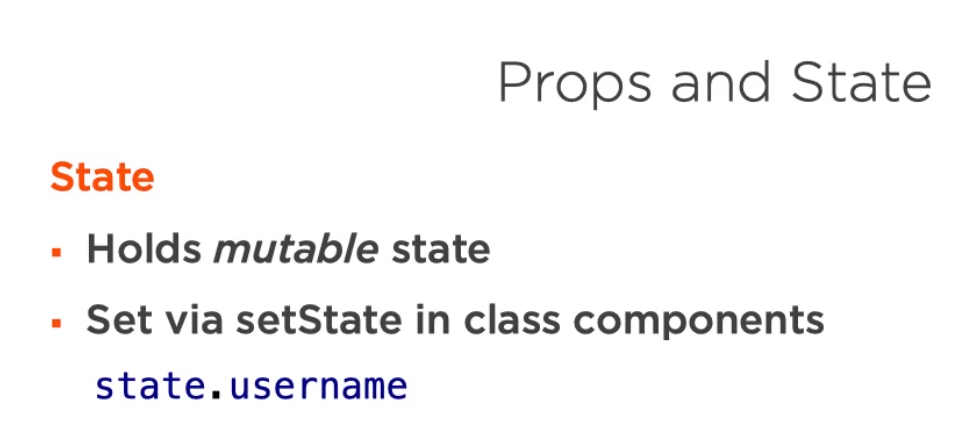 Props and State
State
▪ Holds mutable state
▪ Set via setState in class components
state.username